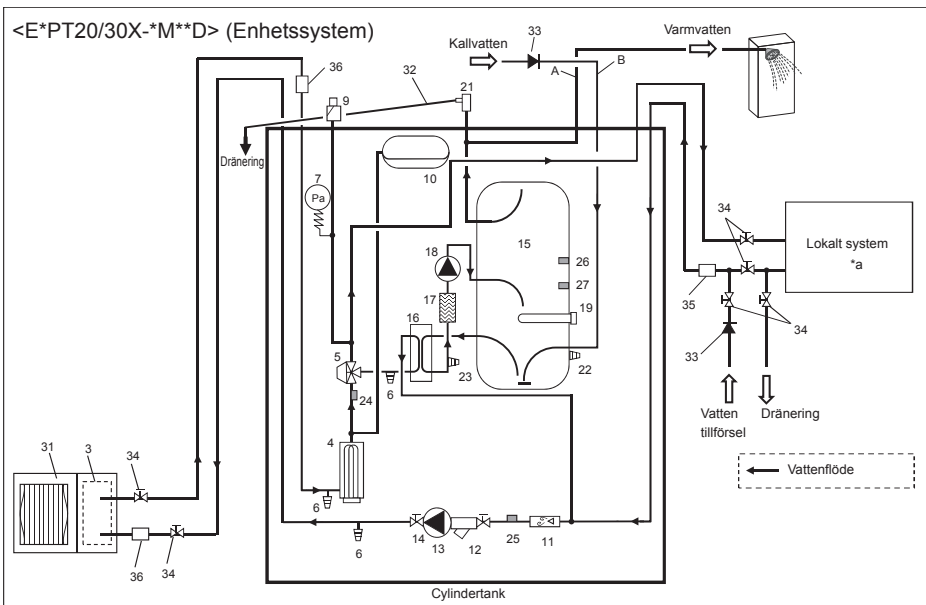 <E*PT20/30X-*M**D> (Enhetssystem)
Kallvatten
33
Varmvatten
36
32
21
A
B
9
Dränering
7
Pa
10
15
34
Lokalt system
*a
18
26
27
17
19
35
16
34
5
33
23
22
6
24
Vatten
tillförsel
Dränering
4
31
3
34
6
Vattenflöde
36
34
6
14
13
12
25
11
Cylindertank